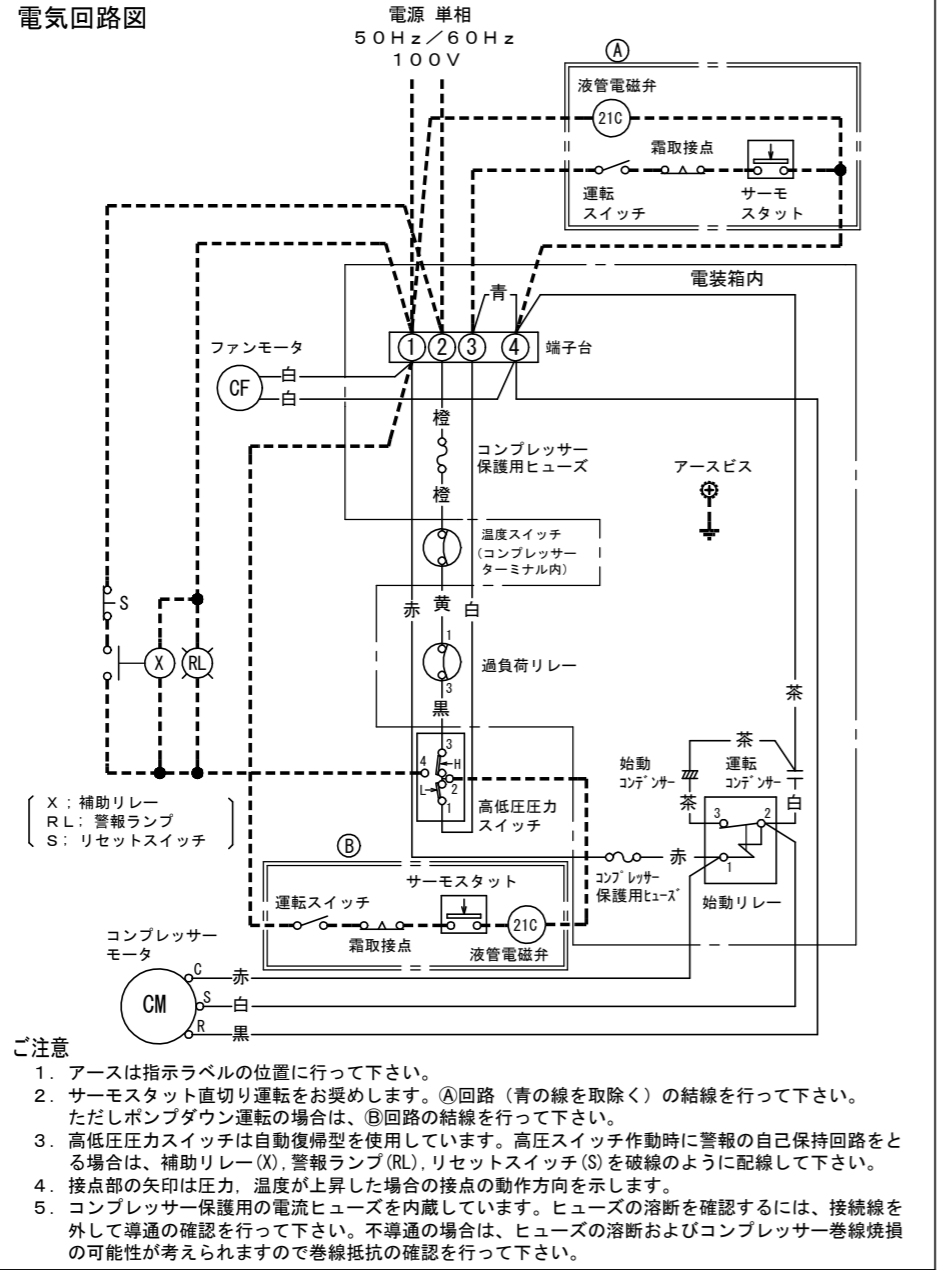 電気回路図
電源 単相
50Hz/60Hz
100V
Ⓐ
液管電磁弁
21C
霜取接点
運転
スイッチ
サーモ
スタット
電装箱内
青
① ② ③ ④ 端子台
ファンモータ
CF
白
白
橙
コンプレッサー
保護用ヒューズ
橙
アースビス
温度スイッチ
(コンプレッサー
ターミナル内)
S
赤 黄 白
X RL
1
過負荷リレー
3
黒
茶
3
4
H
L
2
1
高低圧圧力
スイッチ
茶
始動
コンデンサー
運転
コンデンサー
茶
白
X;補助リレー
RL;警報ランプ
S;リセットスイッチ
3 2
1
赤
コンプレッサー
保護用ヒューズ
始動リレー
Ⓑ
サーモスタット
運転スイッチ
21C
霜取接点
液管電磁弁
コンプレッサー
モータ
CM
C 赤
S 白
R 黒
ご注意
1. アースは指示ラベルの位置に行って下さい。
2. サーモスタット直切り運転をお奨めします。Ⓐ回路(青の線を取除く)の結線を行って下さい。
ただしポンプダウン運転の場合は、Ⓑ回路の結線を行って下さい。
3. 高低圧圧力スイッチは自動復帰型を使用しています。高圧スイッチ作動時に警報の自己保持回路をと
る場合は、補助リレー(X),警報ランプ(RL),リセットスイッチ(S)を破線のように配線して下さい。
4. 接点部の矢印は圧力,温度が上昇した場合の接点の動作方向を示します。
5. コンプレッサー保護用の電流ヒューズを内蔵しています。ヒューズの溶断を確認するには、接続線を
外して導通の確認を行って下さい。不導通の場合は、ヒューズの溶断およびコンプレッサー巻線焼損
の可能性が考えられますので巻線抵抗の確認を行って下さい。